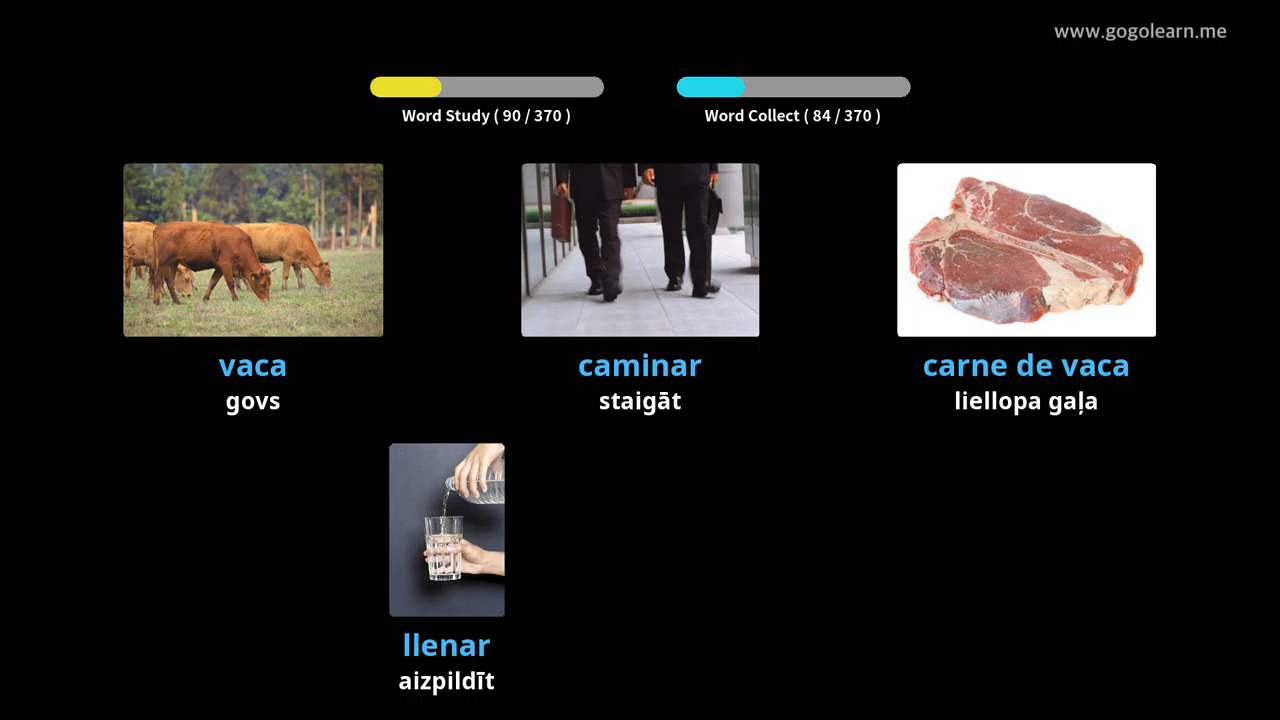 www.gogolearn.me
Word Study ( 90 / 370 )
Word Collect ( 84 / 370 )
vaca
govs
caminar
staigāt
carne de vaca
liellopa gaļa
llenar
aizpildīt